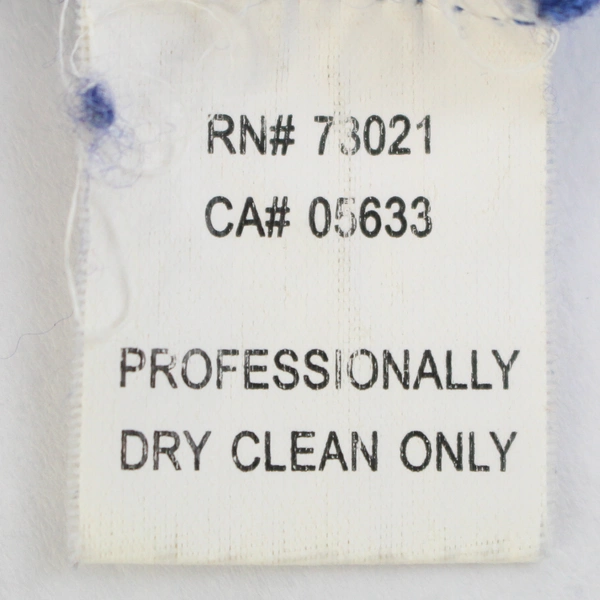 RN# 73021
CA# 05633
PROFESSIONALLY
DRY CLEAN ONLY